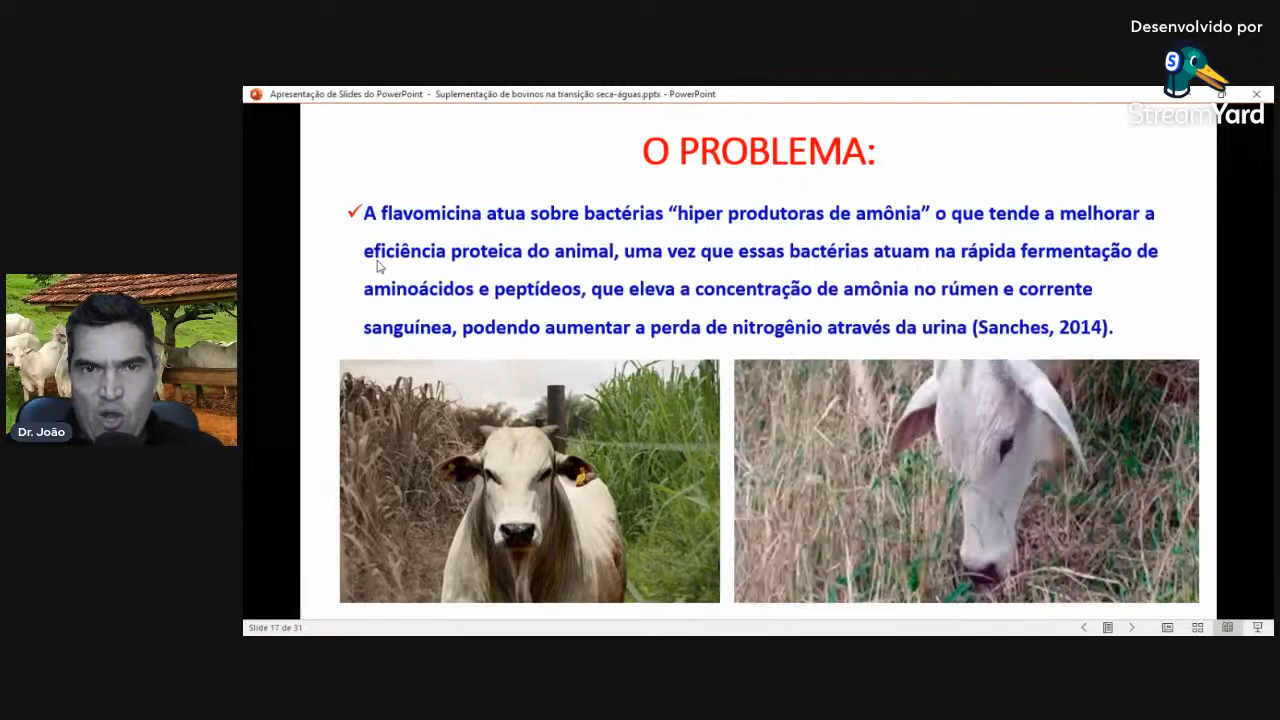 Desenvolvido por
S
StreamYard
Apresentação de Slides do PowerPoint - Suplementação de bovinos na transição seca-águas.pptx - PowerPoint
O PROBLEMA:
A flavomicina atua sobre bactérias “hiper produtoras de amônia” o que tende a melhorar a
eficiência proteica do animal, uma vez que essas bactérias atuam na rápida fermentação de
aminoácidos e peptídeos, que eleva a concentração de amônia no rúmen e corrente
sanguínea, podendo aumentar a perda de nitrogênio através da urina (Sanches, 2014).
Dr. João
Slide 17 de 31